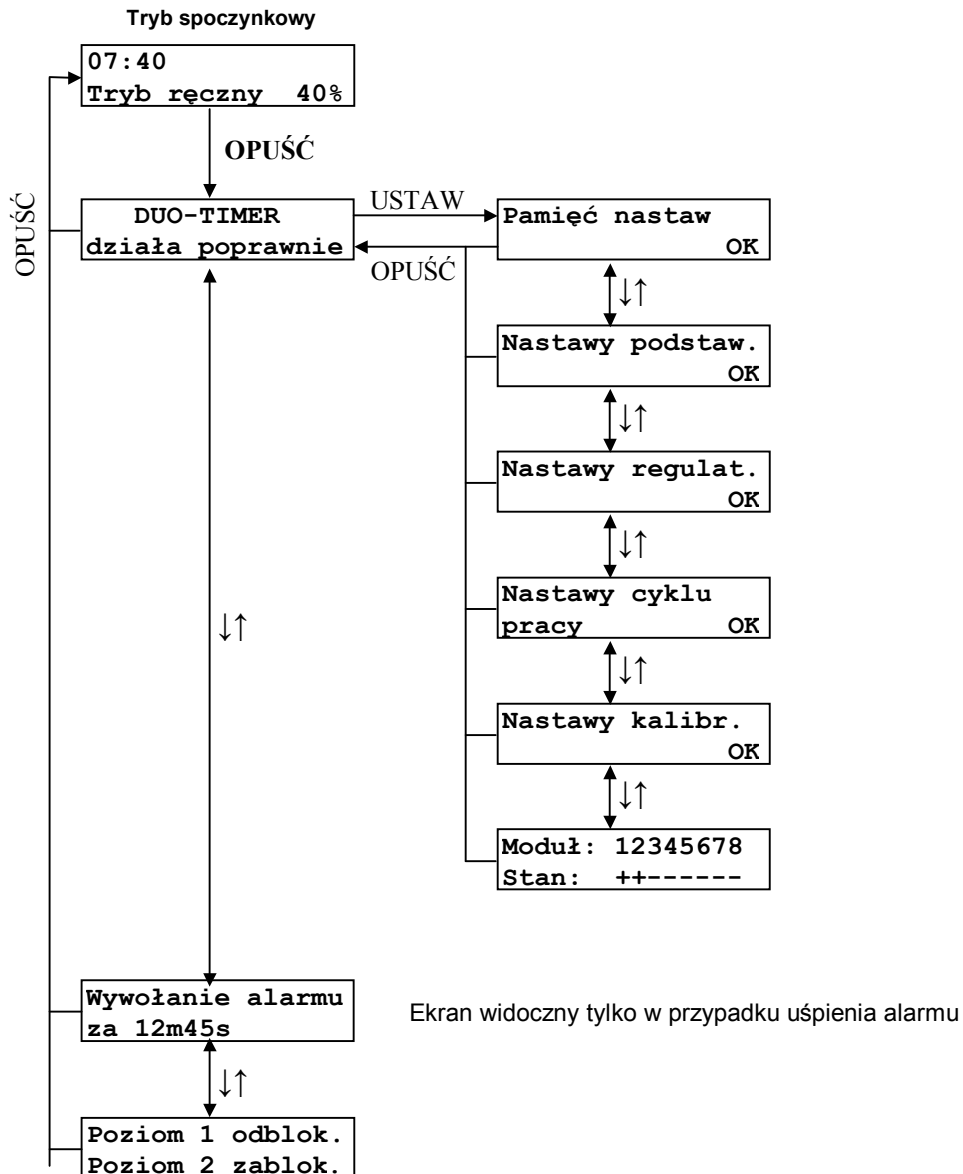 Tryb spoczynkowy
07:40
Tryb ręczny 40%
OPUŚĆ
OPUŚĆ
DUO-TIMER
działa poprawnie
USTAW
OPUŚĆ
Pamięć nastaw
OK
↓↑
Nastawy podstaw.
OK
↓↑
Nastawy regulat.
OK
↓↑
Nastawy cyklu
pracy OK
↓↑
↓↑
Nastawy kalibr.
OK
↓↑
Moduł: 12345678
Stan: ++------
Wywołanie alarmu
za 12m45s
Ekran widoczny tylko w przypadku uśpienia alarmu
↓↑
Poziom 1 odblok.
Poziom 2 zablok.